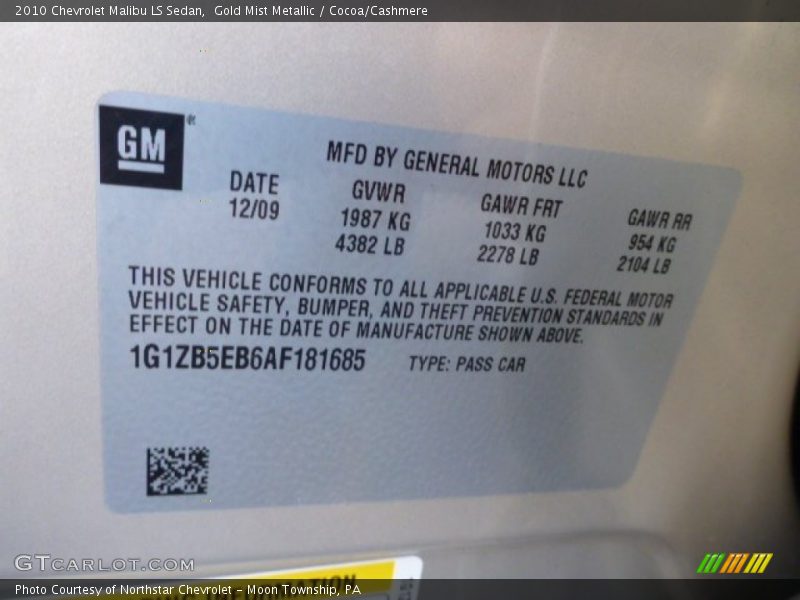 2010 Chevrolet Malibu LS Sedan, Gold Mist Metallic / Cocoa/Cashmere
GM®
MFD BY GENERAL MOTORS LLC
DATE GVWR GAWR FRT GAWR RR
12/09 1987 KG 1033 KG 954 KG
4382 LB 2278 LB 2104 LB
THIS VEHICLE CONFORMS TO ALL APPLICABLE U.S. FEDERAL MOTOR
VEHICLE SAFETY, BUMPER, AND THEFT PREVENTION STANDARDS IN
EFFECT ON THE DATE OF MANUFACTURE SHOWN ABOVE.
1G1ZB5EB6AF181685 TYPE: PASS CAR
GTCARLOT.COM
INFORMATION
Photo Courtesy of Northstar Chevrolet - Moon Township, PA